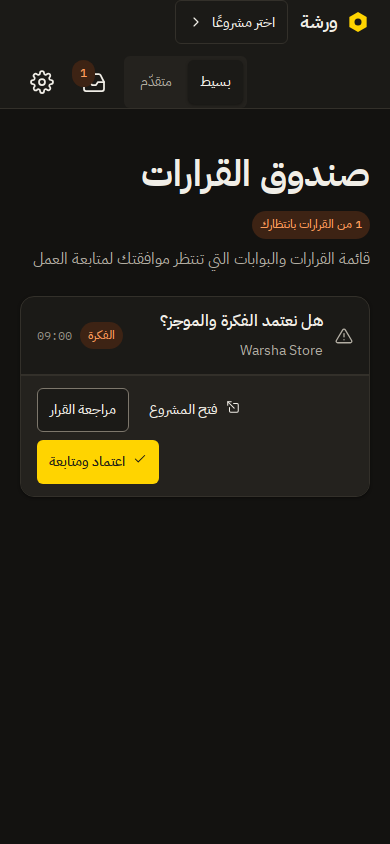 ورشة
اختر مشروعًا
بسيط
متقدّم
1
صندوق القرارات
1 من القرارات بانتظارك
قائمة القرارات والبوابات التي تنتظر موافقتك لمتابعة العمل
هل نعتمد الفكرة والموجز؟
الفكرة
09:00
Warsha Store
فتح المشروع
مراجعة القرار
اعتماد ومتابعة